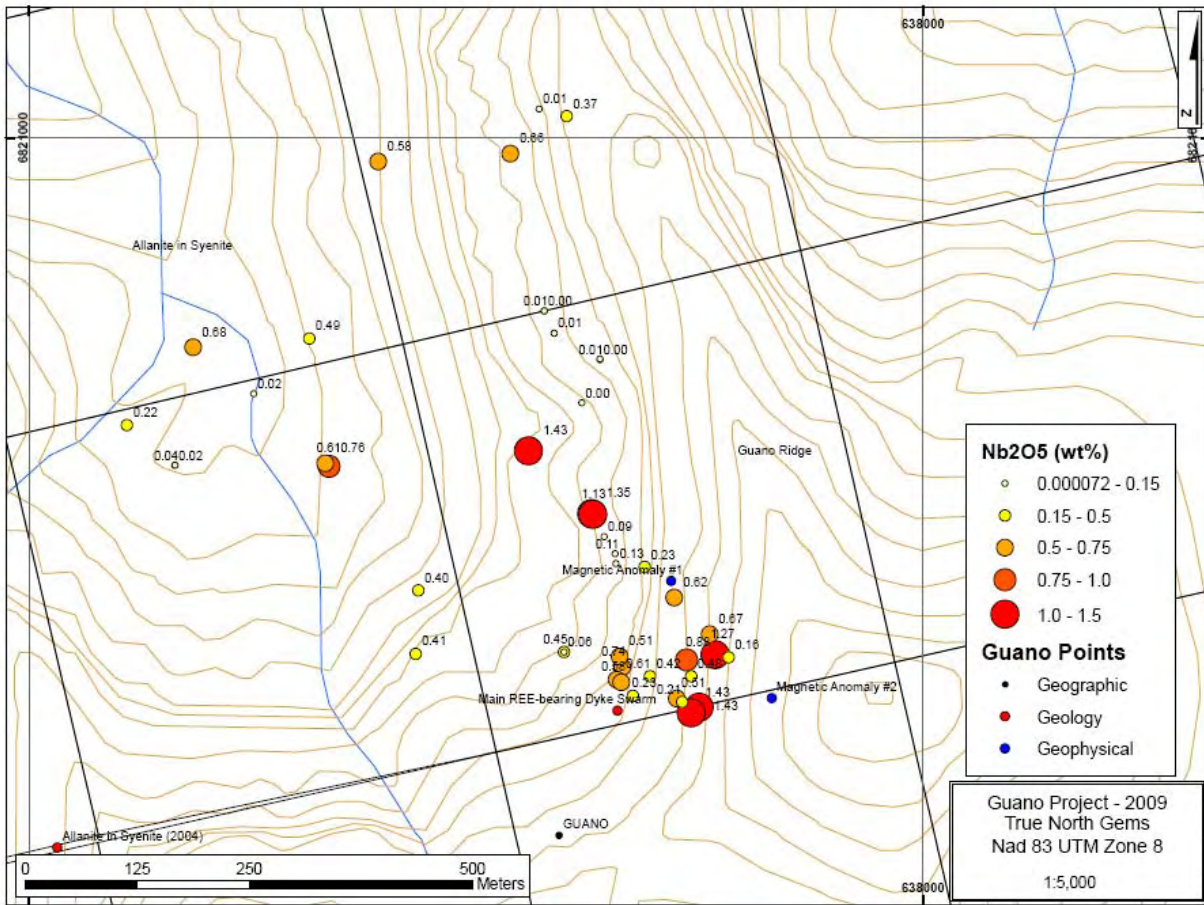 638000
N
0.01
0.37
6821000
0.66
0.58
Allanite in Syenite
0.010.00
0.01
0.49
0.68
0.010.00
0.02
0.00
0.22
1.43
Guano Ridge
0.040.02
0.610.76
1.131.35
0.09
0.11
0.13
0.23
Magnetic Anomaly #1
0.62
0.40
0.67
1.27
0.41
0.450.06
0.51
0.16
0.74
0.61
0.42
0.48
0.23
0.21
0.51
Main REE-bearing Dyke Swarm
1.43
1.43
Magnetic Anomaly #2
GUANO
Allanite in Syenite (2004)
Nb2O5 (wt%)
0.000072 - 0.15
0.15 - 0.5
0.5 - 0.75
0.75 - 1.0
1.0 - 1.5
Guano Points
Geographic
Geology
Geophysical
Guano Project - 2009
True North Gems
Nad 83 UTM Zone 8
1:5,000
0 125 250 500
Meters
638000